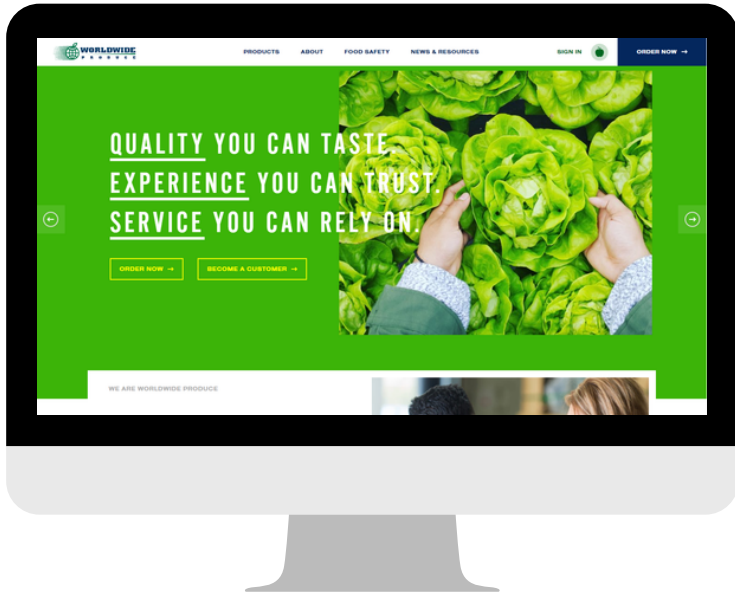 WORLDWIDE
PRODUCE
PRODUCTS ABOUT FOOD SAFETY NEWS & RESOURCES SIGN IN ORDER NOW →
QUALITY YOU CAN TASTE.
EXPERIENCE YOU CAN TRUST.
SERVICE YOU CAN RELY ON.
ORDER NOW → BECOME A CUSTOMER →
WE ARE WORLDWIDE PRODUCE